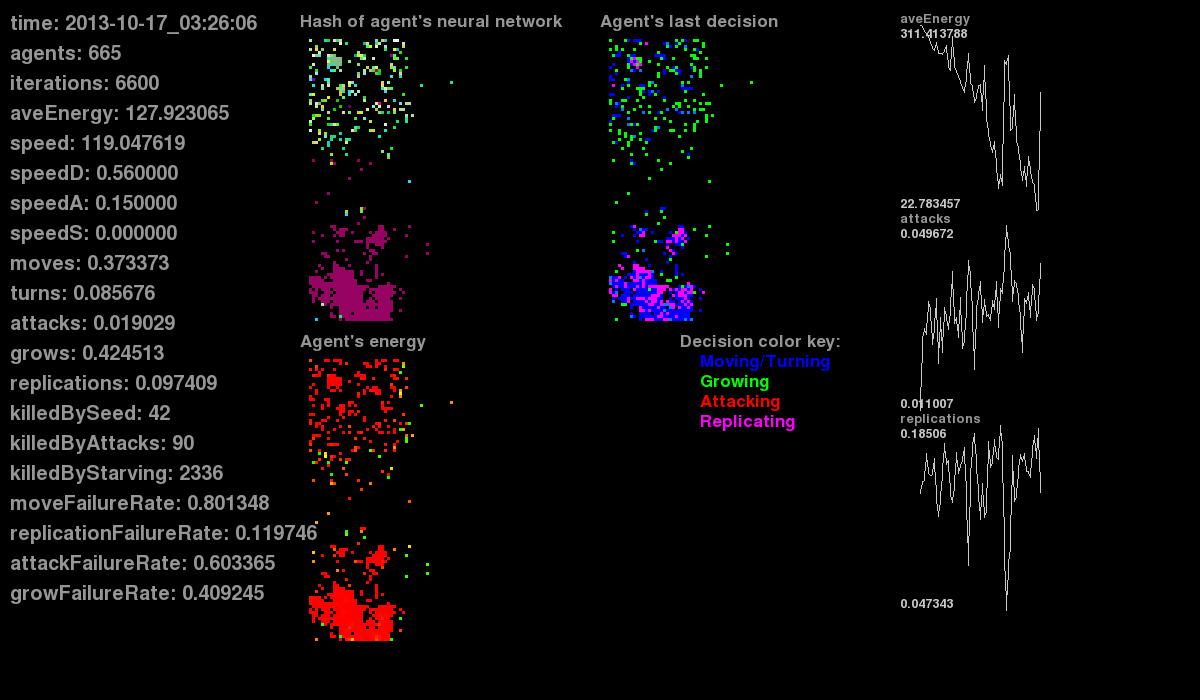 time: 2013-10-17_03:26:06
agents: 665
iterations: 6600
aveEnergy: 127.923065
speed: 119.047619
speedD: 0.560000
speedA: 0.150000
speedS: 0.000000
moves: 0.373373
turns: 0.085676
attacks: 0.019029
grows: 0.424513
replications: 0.097409
killedBySeed: 42
killedByAttacks: 90
killedByStarving: 2336
moveFailureRate: 0.801348
replicationFailureRate: 0.119746
attackFailureRate: 0.603365
growFailureRate: 0.409245
Hash of agent's neural network
Agent's energy
Agent's last decision
Decision color key:
Moving/Turning
Growing
Attacking
Replicating
aveEnergy
311.413788
22.783457
attacks
0.049672
0.011007
replications
0.18506
0.047343